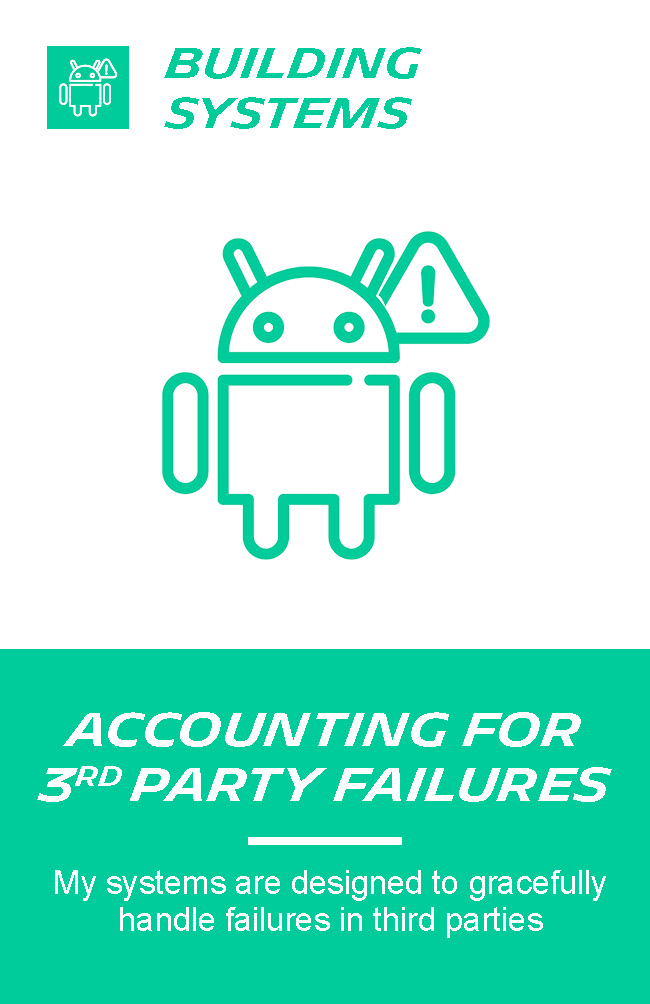 BUILDING
SYSTEMS
ACCOUNTING FOR
3RD PARTY FAILURES
My systems are designed to gracefully
handle failures in third parties